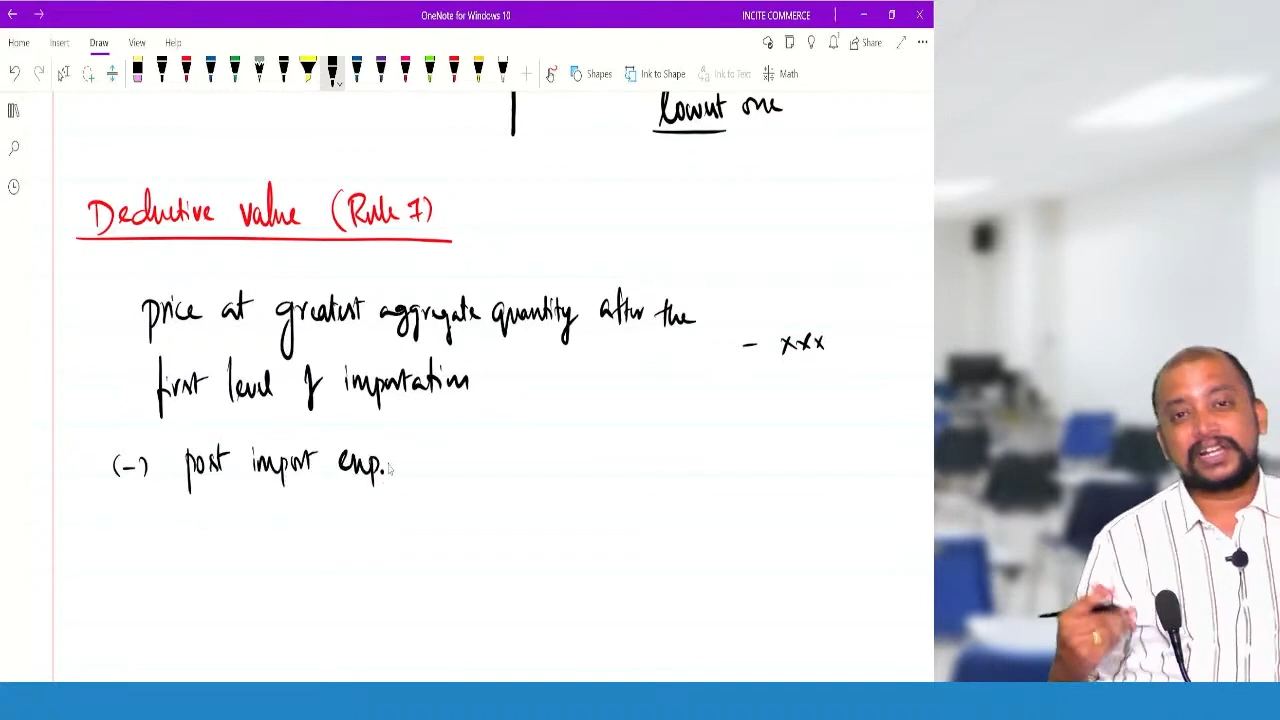 OneNote for Windows 10
INCITE COMMERCE
Home Insert Draw View Help
Share
Shapes Ink to Shape Ink to Text Math
lowest one
Deductive value (Rule 7)
price at greatest aggregate quantity after the
first level of importation
- xxx
(-) post import exp.